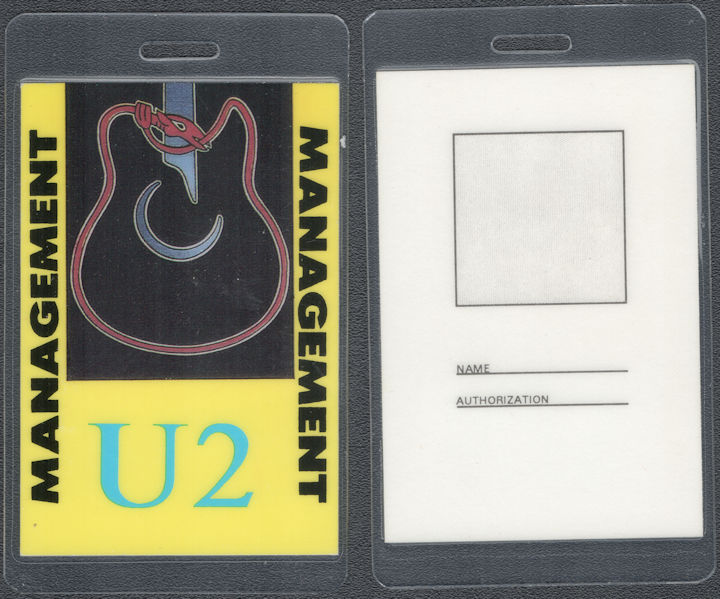 MANAGEMENT
MANAGEMENT
U2
NAME
AUTHORIZATION